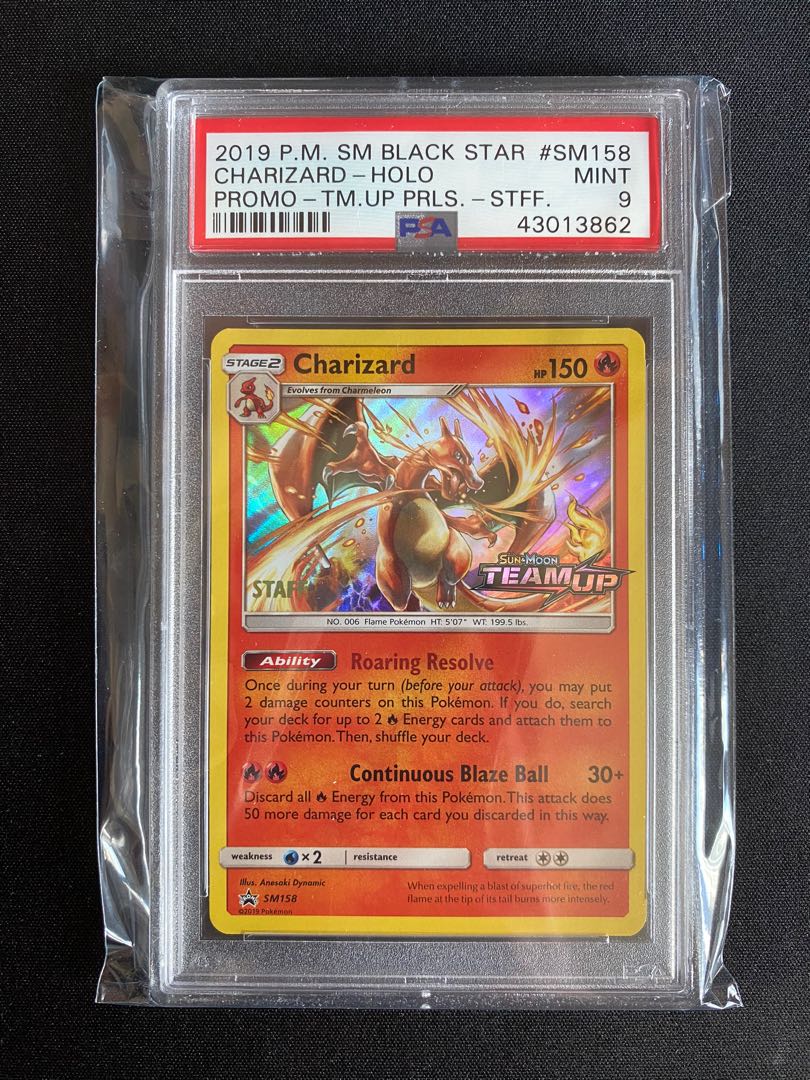 2019 P.M. SM BLACK STAR #SM158
CHARIZARD - HOLO MINT
PROMO - TM.UP PRLS. - STFF. 9
PSA 43013862
STAGE2 Charizard HP150
Evolves from Charmeleon
STAFF
SUN & MOON
TEAM UP
NO. 006 Flame Pokémon HT: 5'07" WT: 199.5 lbs.
Ability Roaring Resolve
Once during your turn (before your attack), you may put
2 damage counters on this Pokémon. If you do, search
your deck for up to 2 Energy cards and attach them to
this Pokémon. Then, shuffle your deck.
Continuous Blaze Ball 30+
Discard all Energy from this Pokémon. This attack does
50 more damage for each card you discarded in this way.
weakness ×2 resistance retreat
Illus. Anesaki Dynamic
SM158
©2019 Pokémon
When expelling a blast of superhot fire, the red
flame at the tip of its tail burns more intensely.